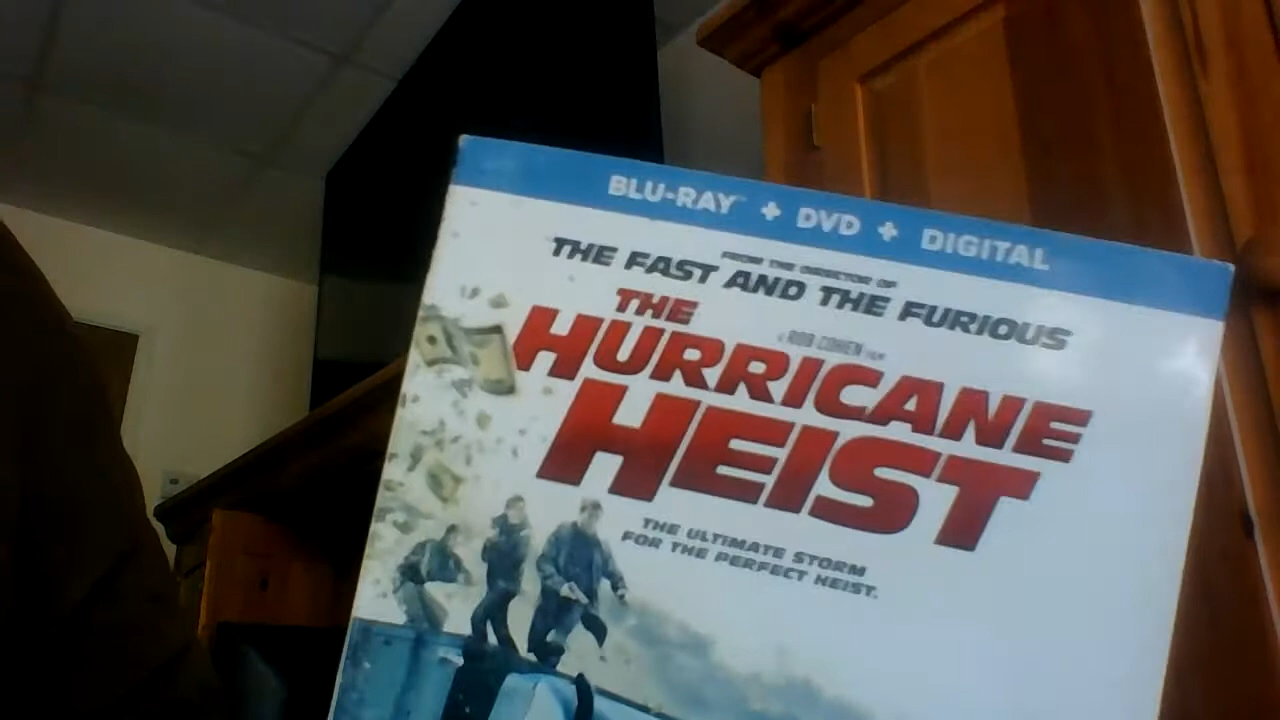 BLU-RAY™ + DVD + DIGITAL
FROM THE DIRECTOR OF
THE FAST AND THE FURIOUS
A ROB COHEN FILM
THE
HURRICANE
HEIST
THE ULTIMATE STORM
FOR THE PERFECT HEIST.